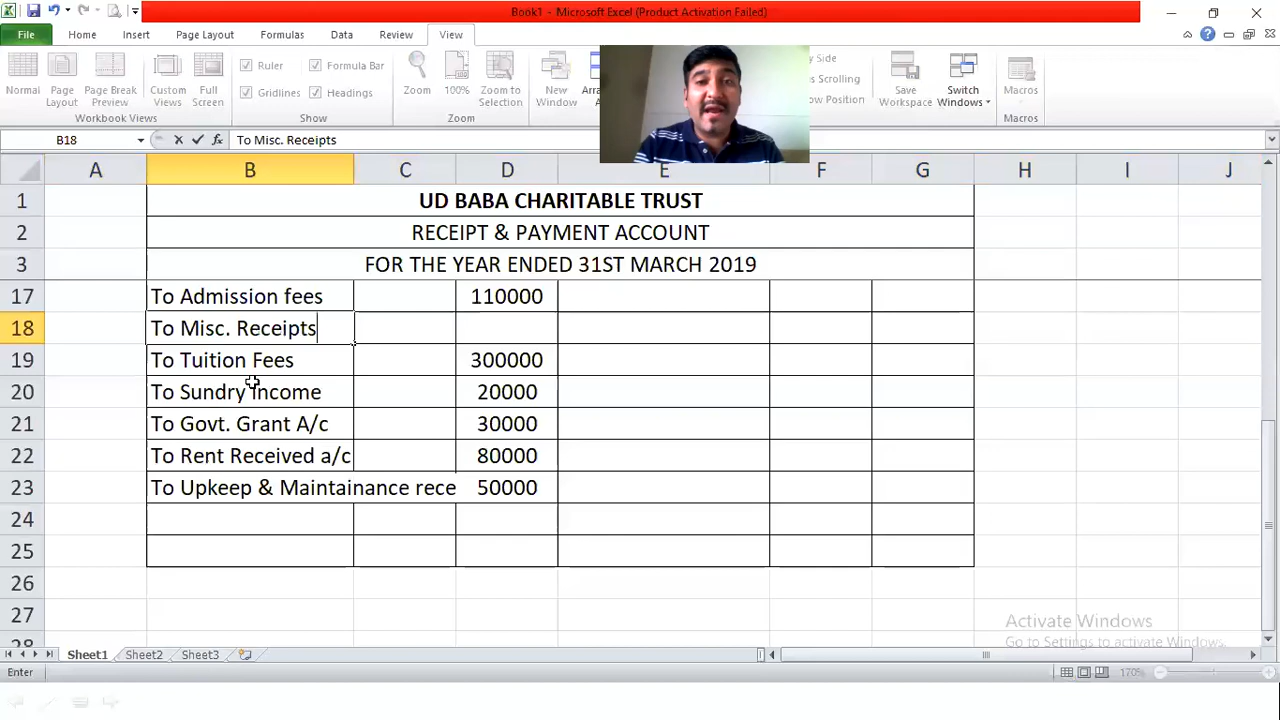 Book1 - Microsoft Excel (Product Activation Failed)
File Home Insert Page Layout Formulas Data Review View
Normal Page Layout Page Break Preview Custom Views Full Screen
Workbook Views
Ruler Formula Bar
Gridlines Headings
Show
Zoom 100% Zoom to Selection
Zoom
New Window
Side
Scrolling
Position
Save Workspace Switch Windows
Macros
Macros
B18 fx To Misc. Receipts
A B C D E F G H I J
1 UD BABA CHARITABLE TRUST
2 RECEIPT & PAYMENT ACCOUNT
3 FOR THE YEAR ENDED 31ST MARCH 2019
17 To Admission fees 110000
18 To Misc. Receipts
19 To Tuition Fees 300000
20 To Sundry income 20000
21 To Govt. Grant A/c 30000
22 To Rent Received a/c 80000
23 To Upkeep & Maintainance rece 50000
24
25
26
27
28
Activate Windows
Go to Settings to activate Windows.
Sheet1 Sheet2 Sheet3
Enter 170%